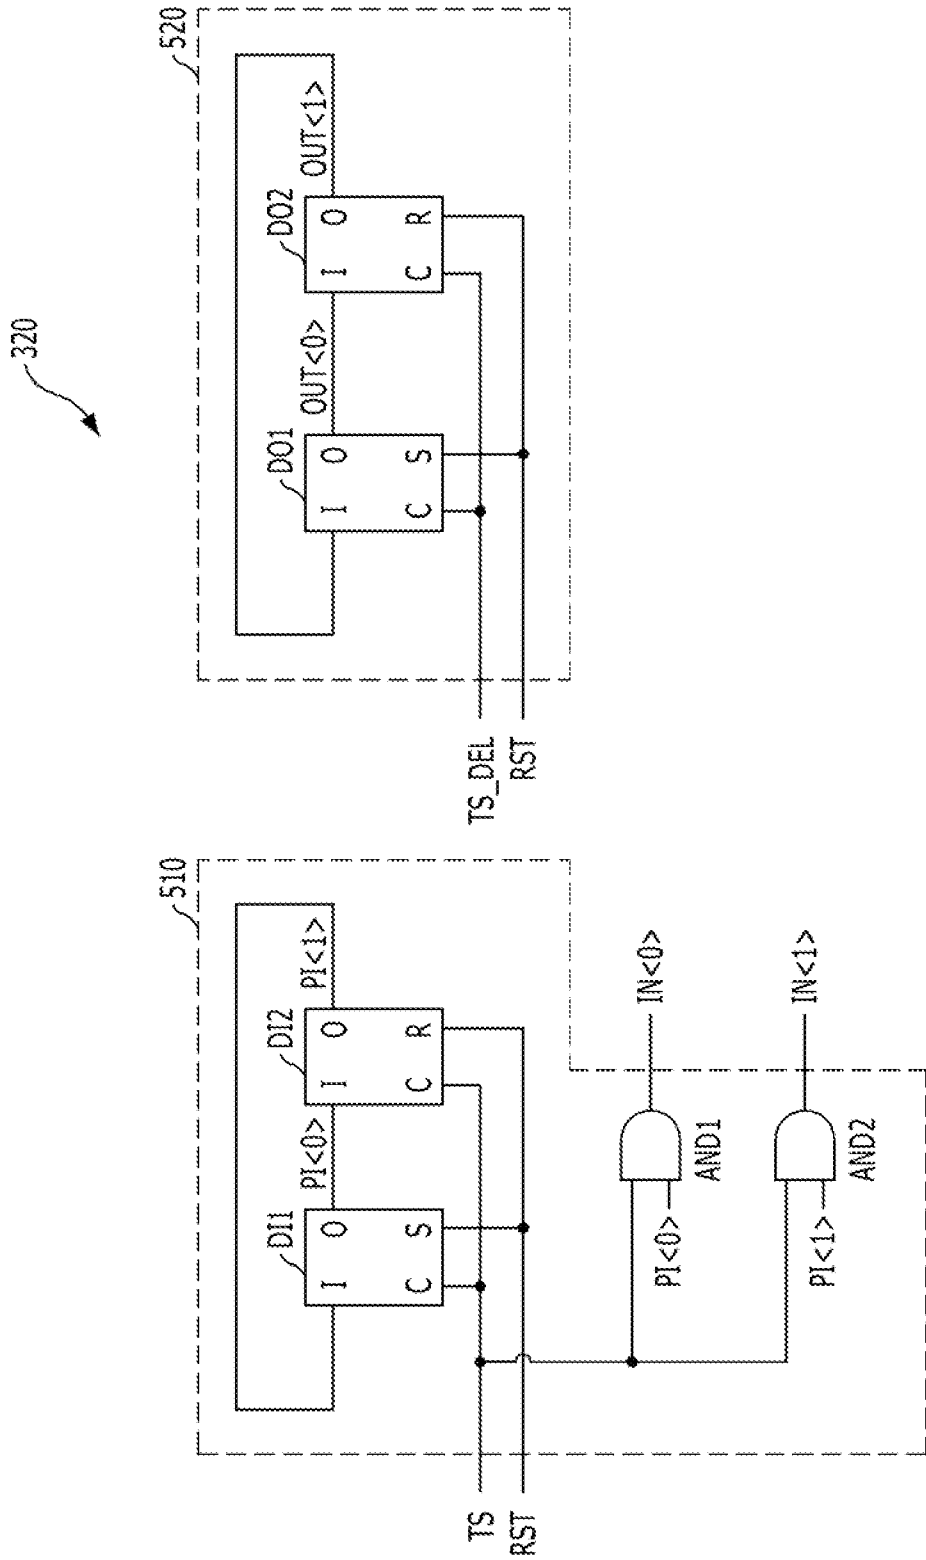 320
510
DI1
PI<0>
DI2
PI<1>
I
O
I
O
C
S
C
R
TS
RST
PI<0>
AND1
IN<0>
PI<1>
AND2
IN<1>
520
DO1
OUT<0>
DO2
OUT<1>
I
O
I
O
C
S
C
R
TS_DEL
RST